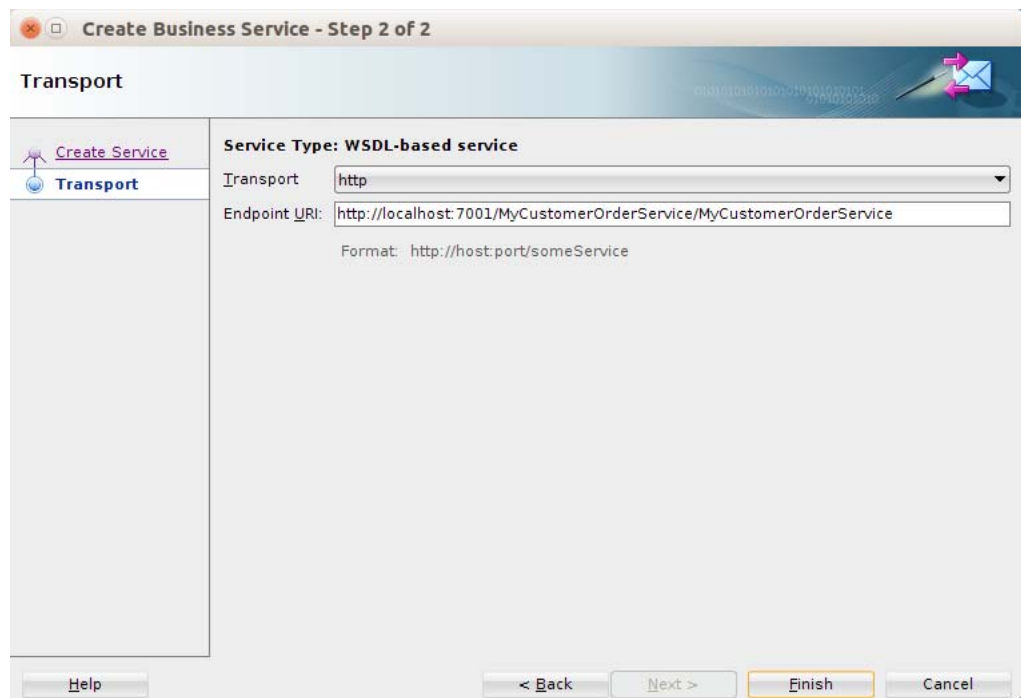 Create Business Service - Step 2 of 2
Transport
Create Service
Transport
Service Type: WSDL-based service
Transport http
Endpoint URI: http://localhost:7001/MyCustomerOrderService/MyCustomerOrderService
Format: http://host:port/someService
Help < Back Next > Finish Cancel